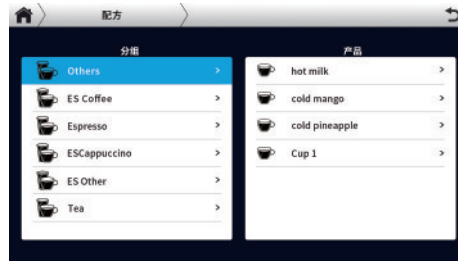 配方
分组
Others
ES Coffee
Espresso
ESCappuccino
ES Other
Tea
产品
hot milk
cold mango
cold pineapple
Cup 1